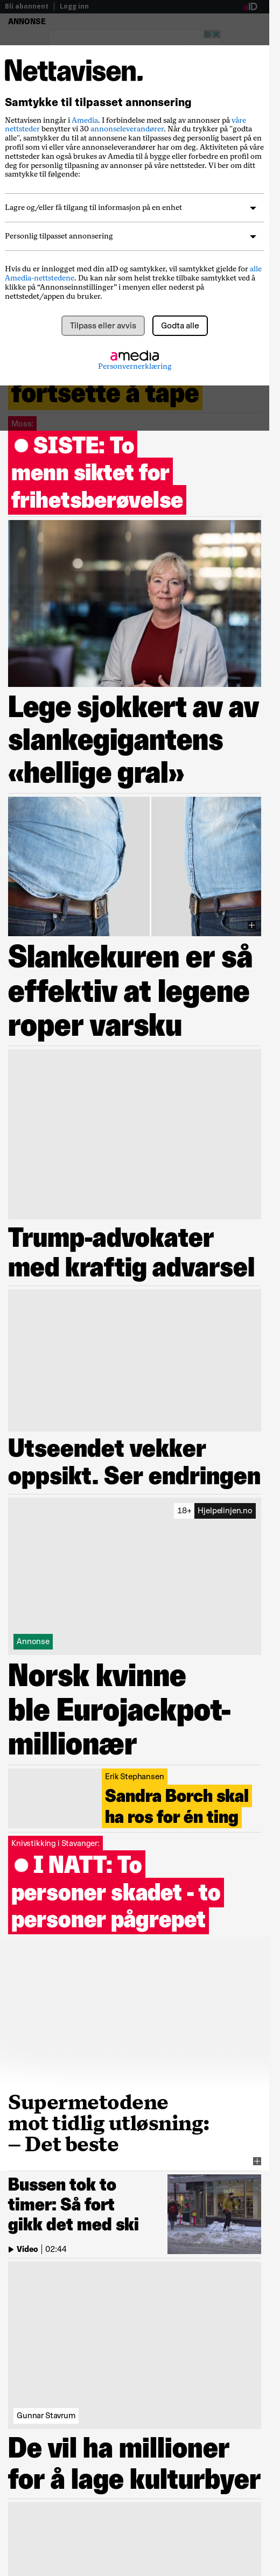 Bli abonnent | Logg inn
aID
ANNONSE
Nettavisen.
Samtykke til tilpasset annonsering
Nettavisen inngår i Amedia. I forbindelse med salg av annonser på våre
nettsteder benytter vi 30 annonseleverandører. Når du trykker på "godta
alle", samtykker du til at annonsene kan tilpasses deg personlig basert på en
profil som vi eller våre leverandører har om deg. Aktiviteten på våre
nettsteder kan også brukes av Amedia til å bygge eller forbedre en profil om
deg for personlig tilpasning av annonser på våre nettsteder. Vi ber om ditt
samtykke til følgende:
Lagre og/eller få tilgang til informasjon på en enhet
Personlig tilpasset annonsering
Hvis du er innlogget med din aID og samtykker, vil samtykket gjelde for alle
Amedia-nettstedene. Du kan når som helst trekke tilbake samtykket ved å
klikke på “Annonseinnstillinger” i menyen eller nederst på
nettstedet/appen du bruker.
Tilpass eller avvis
Godta alle
amedia
Personvernerklæring
fortsette å tape
Moss:
SISTE: To
menn siktet for
frihetsberøvelse
Lege sjokkert av av
slankegigantens
«hellige gral»
Slankekuren er så
effektiv at legene
roper varsku
Trump-advokater
med kraftig advarsel
Utseendet vekker
oppsikt. Ser endringen
18+ Hjelpelinjen.no
Annonse
Norsk kvinne
ble Eurojackpot-
millionær
Erik Stephansen
Sandra Borch skal
ha ros for én ting
Knivstikking i Stavanger:
I NATT: To
personer skadet - to
personer pågrepet
Supermetodene
mot tidlig utløsning:
– Det beste
Bussen tok to
timer: Så fort
gikk det med ski
Video | 02:44
Gunnar Stavrum
De vil ha millioner
for å lage kulturbyer